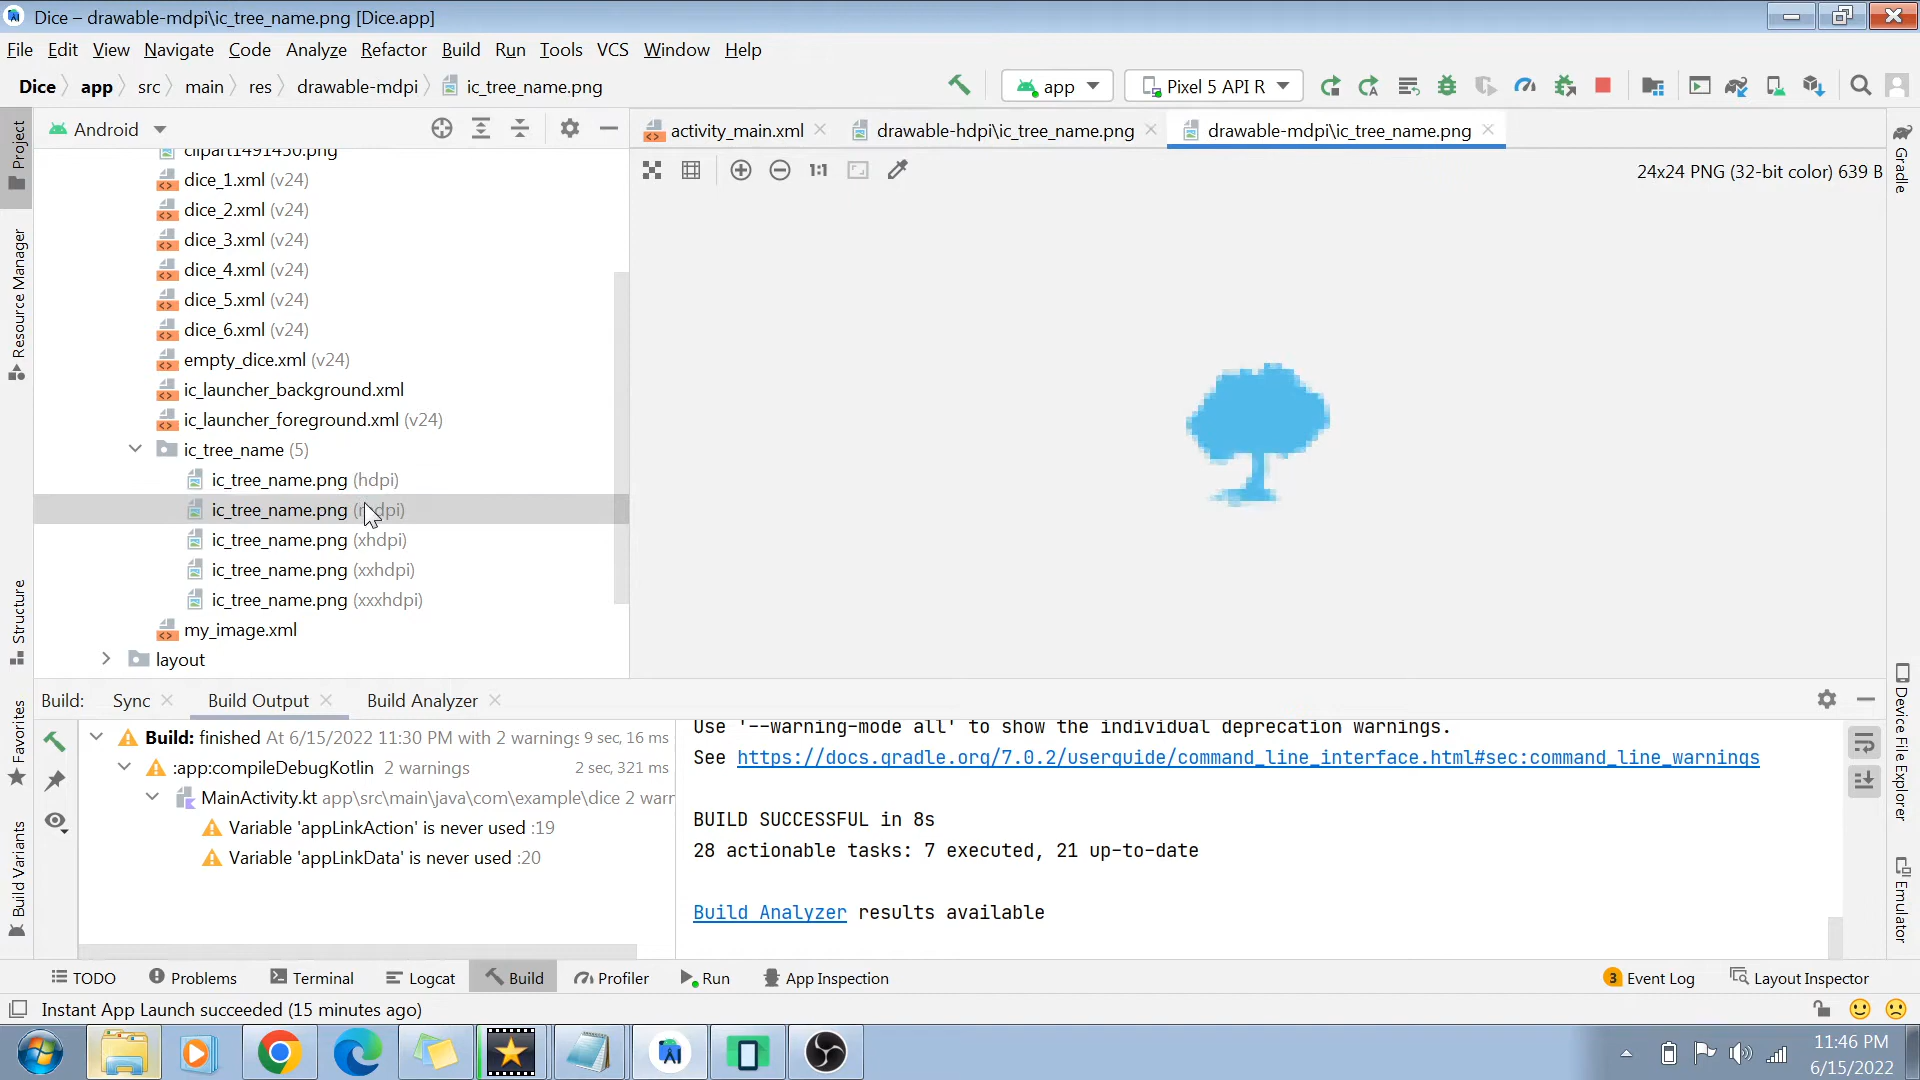 Dice – drawable-mdpi\ic_tree_name.png [Dice.app]
File Edit View Navigate Code Analyze Refactor Build Run Tools VCS Window Help
Dice app src main res drawable-mdpi ic_tree_name.png
app Pixel 5 API R
Project
Resource Manager
Structure
Favorites
Build Variants
Android
clipart1491430.png
dice_1.xml (v24)
dice_2.xml (v24)
dice_3.xml (v24)
dice_4.xml (v24)
dice_5.xml (v24)
dice_6.xml (v24)
empty_dice.xml (v24)
ic_launcher_background.xml
ic_launcher_foreground.xml (v24)
ic_tree_name (5)
ic_tree_name.png (hdpi)
ic_tree_name.png (mdpi)
ic_tree_name.png (xhdpi)
ic_tree_name.png (xxhdpi)
ic_tree_name.png (xxxhdpi)
my_image.xml
layout
activity_main.xml drawable-hdpi\ic_tree_name.png drawable-mdpi\ic_tree_name.png
1:1
24x24 PNG (32-bit color) 639 B
Gradle
Device File Explorer
Emulator
Build: Sync Build Output Build Analyzer
Build: finished At 6/15/2022 11:30 PM with 2 warnings 9 sec, 16 ms
:app:compileDebugKotlin 2 warnings 2 sec, 321 ms
MainActivity.kt app\src\main\java\com\example\dice 2 warr
Variable 'appLinkAction' is never used :19
Variable 'appLinkData' is never used :20
Use '--warning-mode all' to show the individual deprecation warnings.
See https://docs.gradle.org/7.0.2/userguide/command_line_interface.html#sec:command_line_warnings
BUILD SUCCESSFUL in 8s
28 actionable tasks: 7 executed, 21 up-to-date
Build Analyzer results available
TODO Problems Terminal Logcat Build Profiler Run App Inspection 3 Event Log Layout Inspector
Instant App Launch succeeded (15 minutes ago)
11:46 PM
6/15/2022